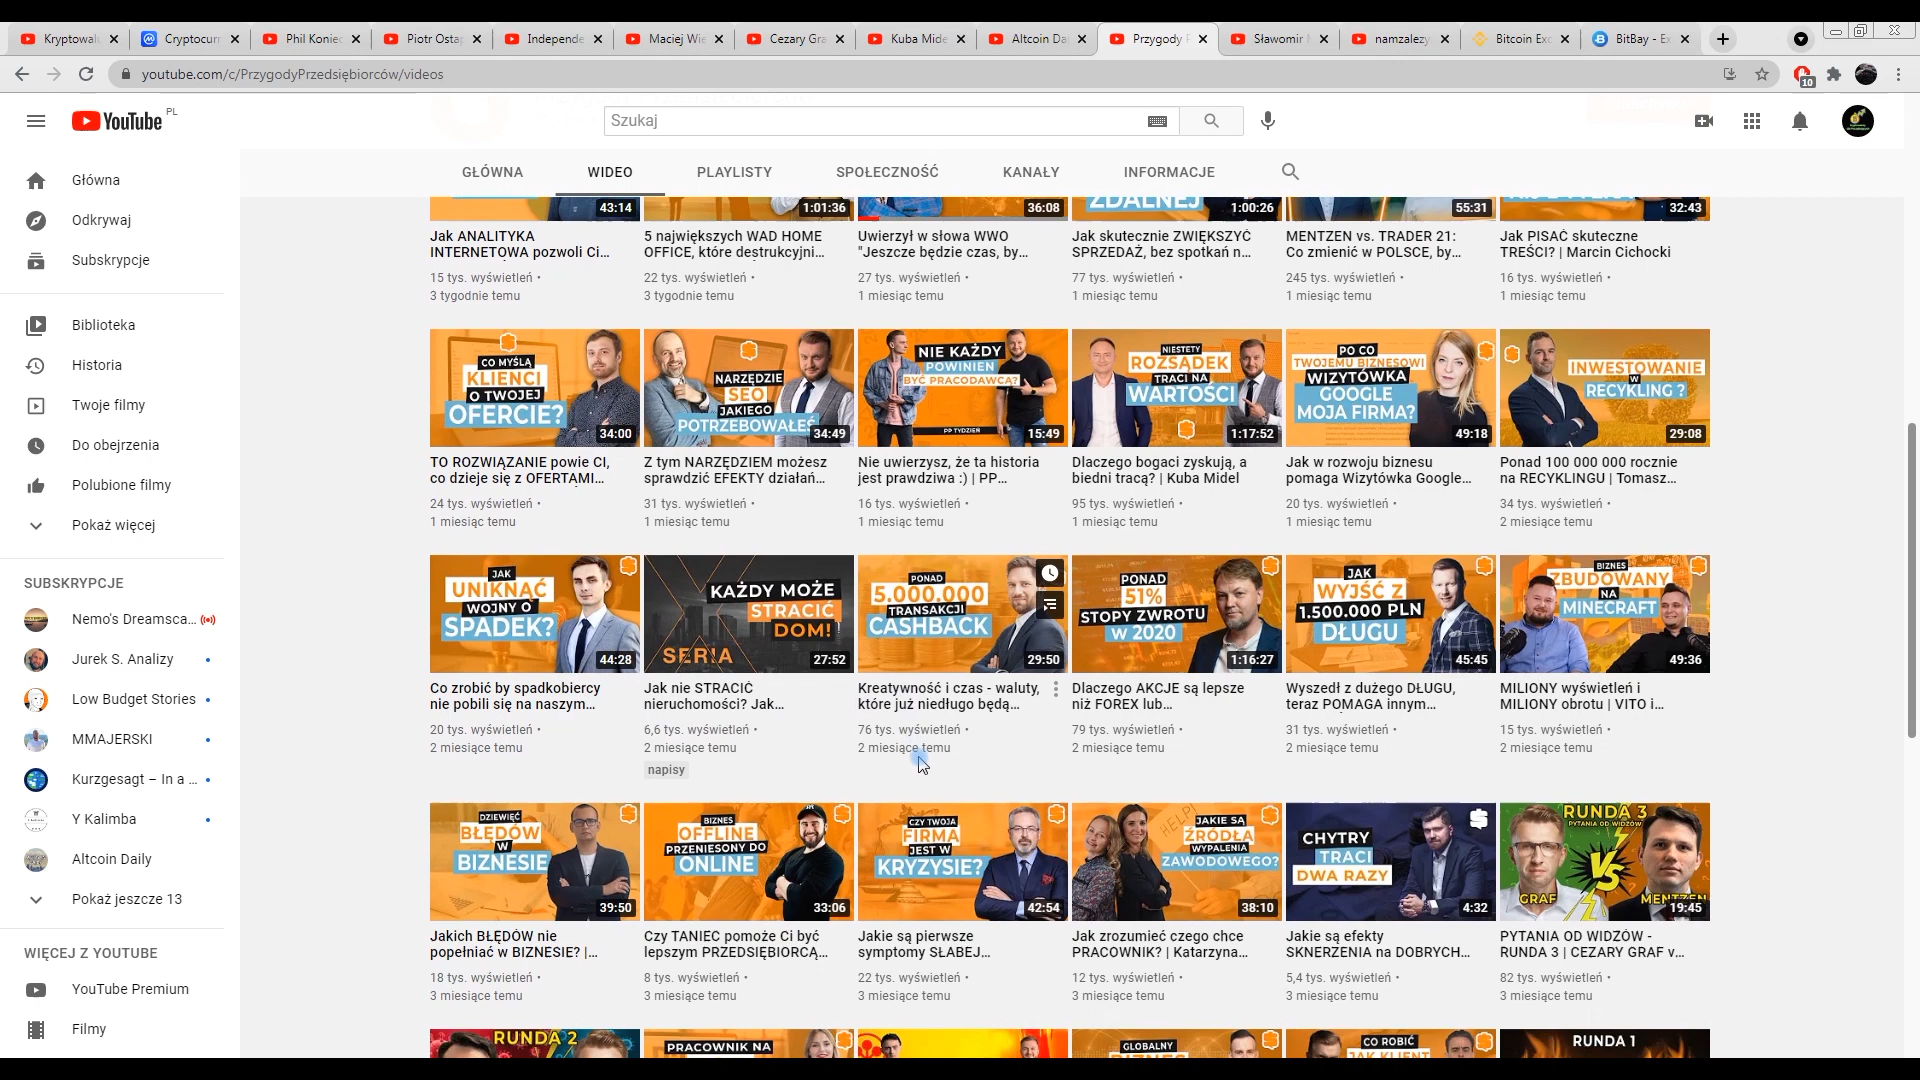 Kryptowal
Cryptocurr
Phil Koniec
Piotr Ostap
Independe
Maciej Wie
Cezary Gra
Kuba Mide
Altcoin Dai
Przygody P
Sławomir
namzalezy
Bitcoin Exc
BitBay - Ex
youtube.com/c/PrzygodyPrzedsiębiorców/videos
10
YouTube PL
Szukaj
GŁÓWNA
WIDEO
PLAYLISTY
SPOŁECZNOŚĆ
KANAŁY
INFORMACJE
Główna
Odkrywaj
Subskrypcje
Biblioteka
Historia
Twoje filmy
Do obejrzenia
Polubione filmy
Pokaż więcej
SUBSKRYPCJE
Nemo's Dreamsca...
Jurek S. Analizy
Low Budget Stories
MMAJERSKI
Kurzgesagt – In a ...
Y Kalimba
Altcoin Daily
Pokaż jeszcze 13
WIĘCEJ Z YOUTUBE
YouTube Premium
Filmy
43:14
Jak ANALITYKA
INTERNETOWA pozwoli Ci...
15 tys. wyświetleń •
3 tygodnie temu
1:01:36
5 największych WAD HOME
OFFICE, które destrukcyjni...
22 tys. wyświetleń •
3 tygodnie temu
36:08
Uwierzył w słowa WWO
"Jeszcze będzie czas, by...
27 tys. wyświetleń •
1 miesiąc temu
ZDALNEJ
1:00:26
Jak skutecznie ZWIĘKSZYĆ
SPRZEDAŻ, bez spotkań n...
77 tys. wyświetleń •
1 miesiąc temu
55:31
MENTZEN vs. TRADER 21:
Co zmienić w POLSCE, by...
245 tys. wyświetleń •
1 miesiąc temu
32:43
Jak PISAĆ skuteczne
TREŚCI? | Marcin Cichocki
16 tys. wyświetleń •
1 miesiąc temu
CO MYŚLĄ
KLIENCI
O TWOJEJ
OFERCIE?
34:00
TO ROZWIĄZANIE powie CI,
co dzieje się z OFERTAMI...
24 tys. wyświetleń •
1 miesiąc temu
NARZĘDZIE
SEO
JAKIEGO
POTRZEBOWAŁEŚ
34:49
Z tym NARZĘDZIEM możesz
sprawdzić EFEKTY działań...
31 tys. wyświetleń •
1 miesiąc temu
NIE KAŻDY
POWINIEN
BYĆ PRACODAWCĄ?
PP TYDZIEŃ
15:49
Nie uwierzysz, że ta historia
jest prawdziwa :) | PP...
16 tys. wyświetleń •
1 miesiąc temu
NIESTETY
ROZSĄDEK
TRACI NA
WARTOŚCI
1:17:52
Dlaczego bogaci zyskują, a
biedni tracą? | Kuba Midel
95 tys. wyświetleń •
1 miesiąc temu
PO CO
TWOJEMU BIZNESOWI
WIZYTÓWKA
GOOGLE
MOJA FIRMA?
49:18
Jak w rozwoju biznesu
pomaga Wizytówka Google...
20 tys. wyświetleń •
1 miesiąc temu
INWESTOWANIE
W
RECYKLING ?
29:08
Ponad 100 000 000 rocznie
na RECYKLINGU | Tomasz...
34 tys. wyświetleń •
2 miesiące temu
JAK
UNIKNĄĆ
WOJNY O
SPADEK?
44:28
Co zrobić by spadkobiercy
nie pobili się na naszym...
20 tys. wyświetleń •
2 miesiące temu
KAŻDY MOŻE
STRACIĆ
DOM!
SERIA
27:52
Jak nie STRACIĆ
nieruchomości? Jak...
6,6 tys. wyświetleń •
2 miesiące temu
napisy
PONAD
5.000.000
TRANSAKCJI
CASHBACK
29:50
Kreatywność i czas - waluty,
które już niedługo będą...
76 tys. wyświetleń •
2 miesiące temu
PONAD
51%
STOPY ZWROTU
W 2020
1:16:27
Dlaczego AKCJE są lepsze
niż FOREX lub...
79 tys. wyświetleń •
2 miesiące temu
JAK
WYJŚĆ Z
1.500.000 PLN
DŁUGU
45:45
Wyszedł z dużego DŁUGU,
teraz POMAGA innym...
31 tys. wyświetleń •
2 miesiące temu
BIZNES
ZBUDOWANY
NA
MINECRAFT
49:36
MILIONY wyświetleń i
MILIONY obrotu | VITO i...
15 tys. wyświetleń •
2 miesiące temu
DZIEWIĘĆ
BŁĘDÓW
W
BIZNESIE
39:50
Jakich BŁĘDÓW nie
popełniać w BIZNESIE? |...
18 tys. wyświetleń •
3 miesiące temu
BIZNES
OFFLINE
PRZENIESIONY DO
ONLINE
33:06
Czy TANIEC pomoże Ci być
lepszym PRZEDSIĘBIORCĄ...
8 tys. wyświetleń •
3 miesiące temu
CZY TWOJA
FIRMA
JEST W
KRYZYSIE?
42:54
Jakie są pierwsze
symptomy SŁABEJ...
22 tys. wyświetleń •
3 miesiące temu
HELP!
JAKIE SĄ
ŹRÓDŁA
WYPALENIA
ZAWODOWEGO?
38:10
Jak zrozumieć czego chce
PRACOWNIK? | Katarzyna...
12 tys. wyświetleń •
3 miesiące temu
CHYTRY
TRACI
DWA RAZY
4:32
Jakie są efekty
SKNERZENIA na DOBRYCH...
5,4 tys. wyświetleń •
3 miesiące temu
RUNDA 3
PYTANIA OD WIDZÓW
VS
GRAF
MENTZEN
19:45
PYTANIA OD WIDZÓW -
RUNDA 3 | CEZARY GRAF v...
82 tys. wyświetleń •
3 miesiące temu
RUNDA 2
PRACOWNIK NA
GLOBALNY
CO ROBIĆ
JAK KLIENT
RUNDA 1